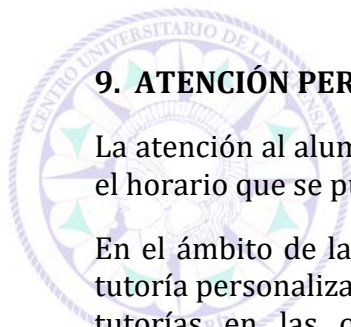 CENTRO UNIVERSITARIO DE LA DEFENSA
9. ATENCIÓN PER
La atención al alum
el horario que se pu
En el ámbito de la
tutoría personaliza
tutorías en las